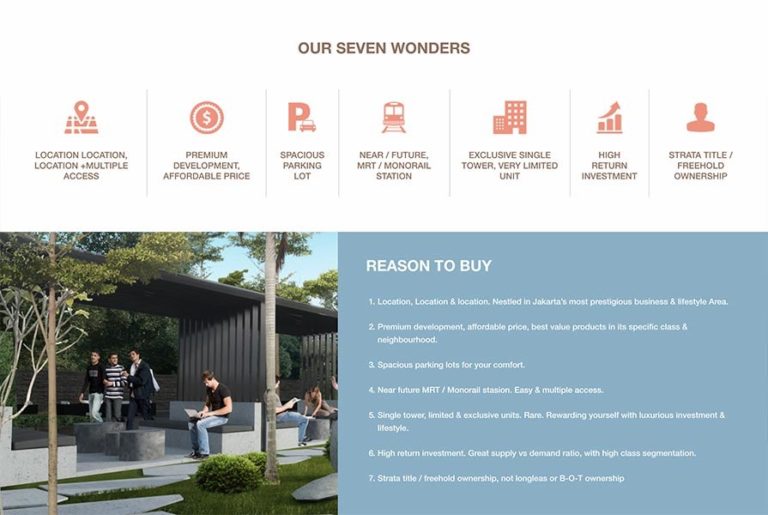 OUR SEVEN WONDERS
LOCATION LOCATION,
LOCATION +MULTIPLE
ACCESS
PREMIUM
DEVELOPMENT,
AFFORDABLE PRICE
SPACIOUS
PARKING
LOT
NEAR / FUTURE,
MRT / MONORAIL
STATION
EXCLUSIVE SINGLE
TOWER, VERY LIMITED
UNIT
HIGH
RETURN
INVESTMENT
STRATA TITLE /
FREEHOLD
OWNERSHIP
REASON TO BUY
1. Location, Location & location. Nestled in Jakarta's most prestigious business & lifestyle Area.
2. Premium development, affordable price, best value products in its specific class &
neighbourhood.
3. Spacious parking lots for your comfort.
4. Near future MRT / Monorail stasion. Easy & multiple access.
5. Single tower, limited & exclusive units. Rare. Rewarding yourself with luxurious investment &
lifestyle.
6. High return investment. Great supply vs demand ratio, with high class segmentation.
7. Strata title / freehold ownership, not longleas or B-O-T ownership